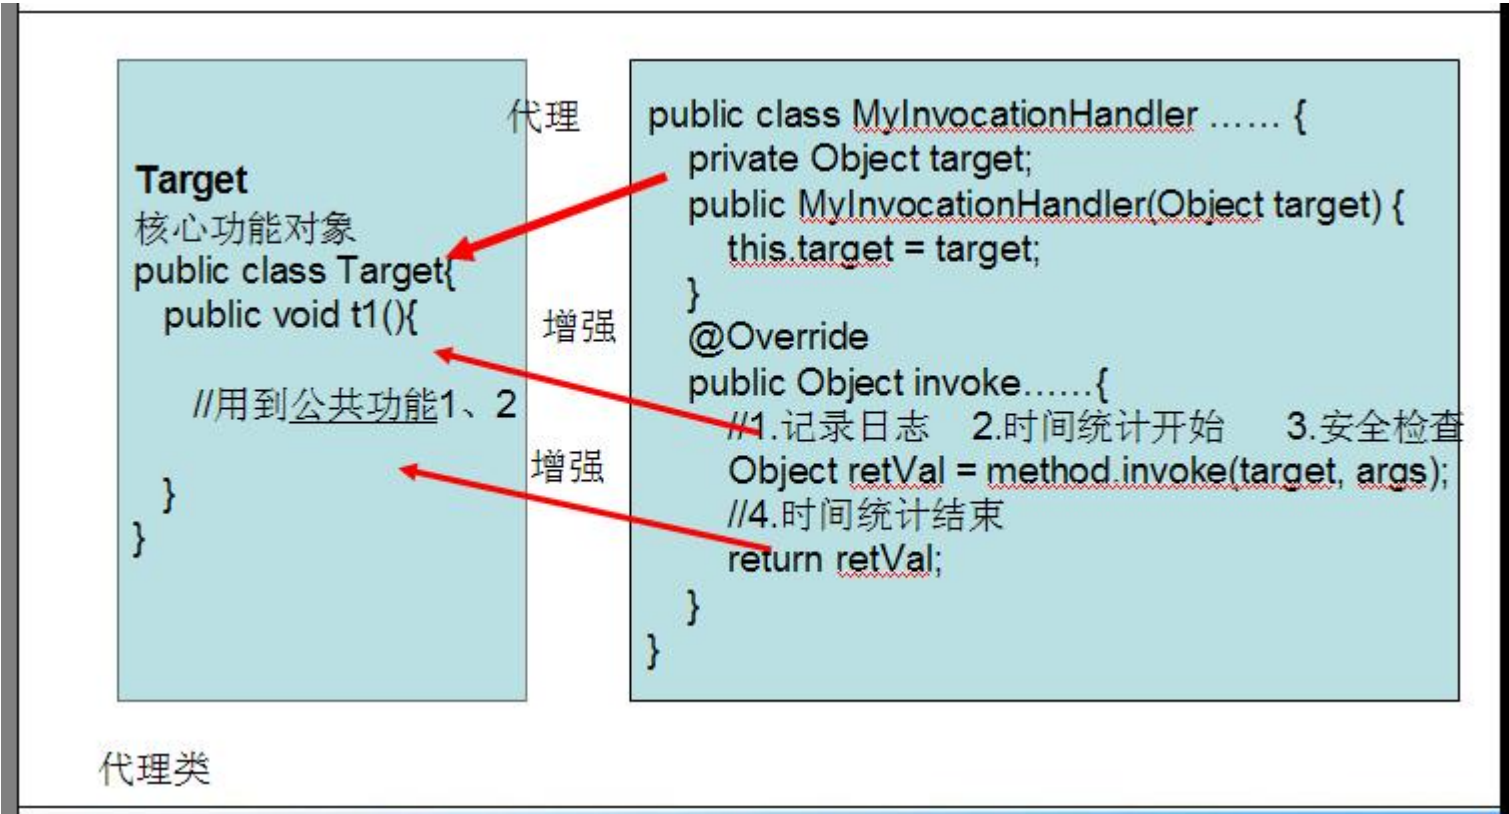 Target
核心功能对象
public class Target{
public void t1(){
//用到公共功能1、2
}
}
代理
增强
增强
public class MyInvocationHandler …… {
private Object target;
public MyInvocationHandler(Object target) {
this.target = target;
}
@Override
public Object invoke……{
//1.记录日志 2.时间统计开始 3.安全检查
Object retVal = method.invoke(target, args);
//4.时间统计结束
return retVal;
}
}
代理类